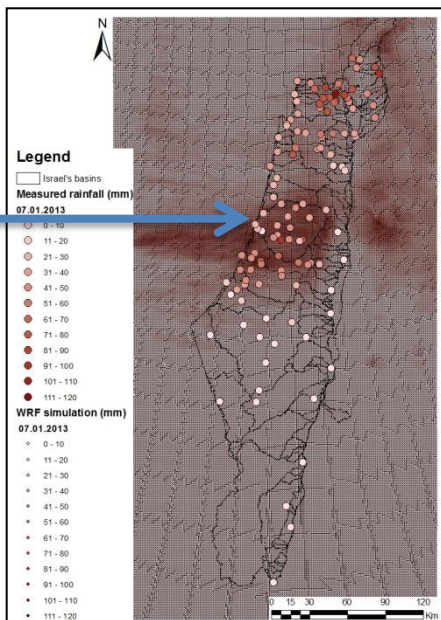 N
Legend
Israel's basins
Measured rainfall (mm)
07.01.2013
0 - 10
11 - 20
21 - 30
31 - 40
41 - 50
51 - 60
61 - 70
71 - 80
81 - 90
91 - 100
101 - 110
111 - 120
WRF simulation (mm)
07.01.2013
0 - 10
11 - 20
21 - 30
31 - 40
41 - 50
51 - 60
61 - 70
71 - 80
81 - 90
91 - 100
101 - 110
111 - 120
0 15 30 60 90 120
Km